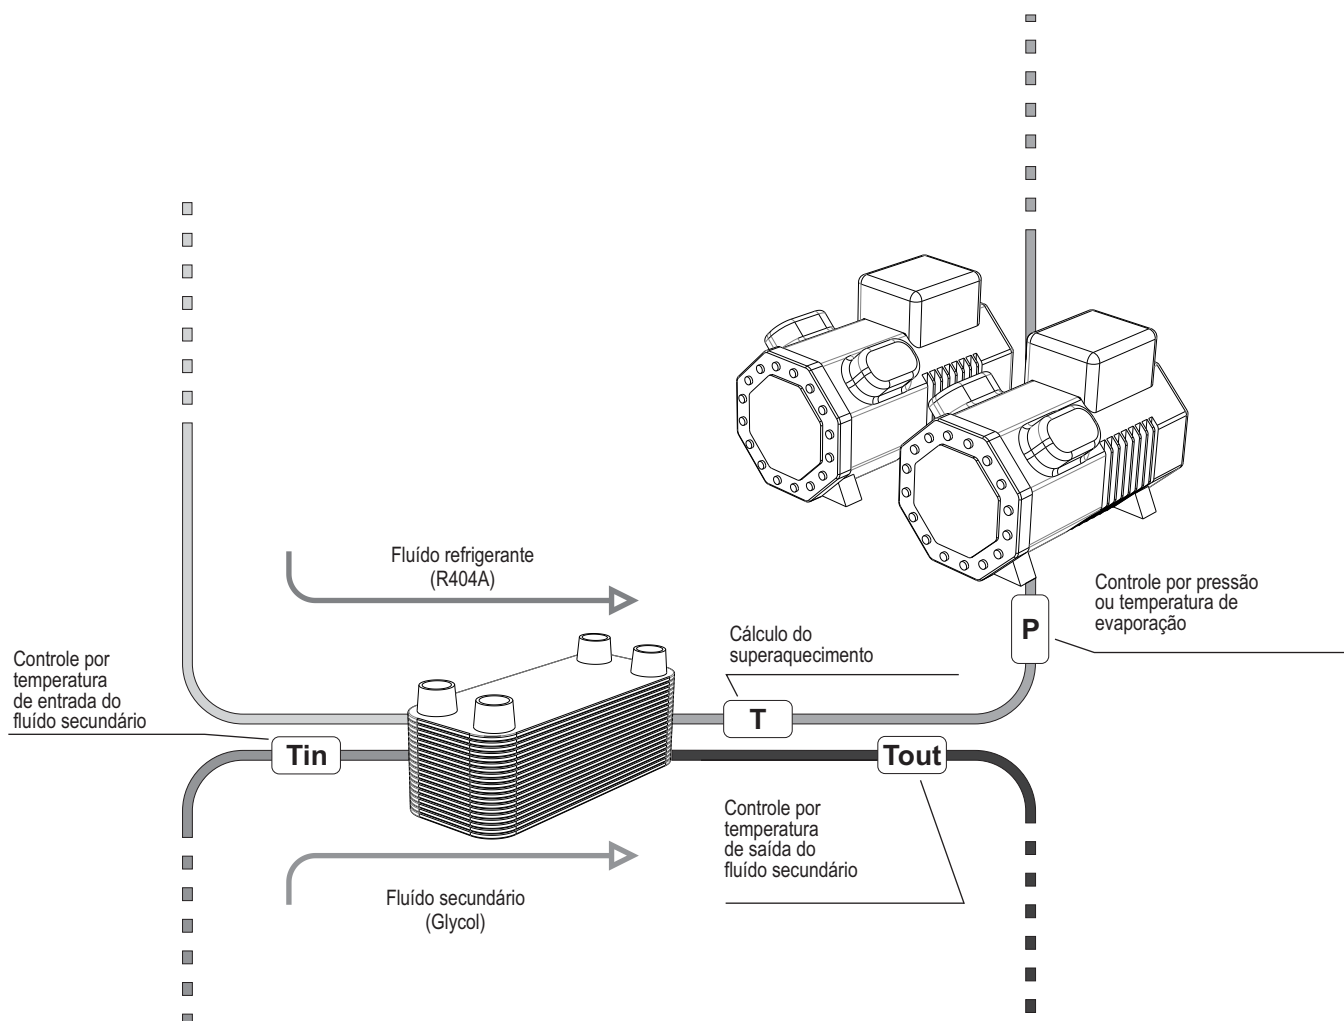 Fluído refrigerante
(R404A)
Controle por pressão
ou temperatura de
evaporação
P
Cálculo do
superaquecimento
T
Controle por
temperatura
de entrada do
fluído secundário
Tin
Tout
Controle por
temperatura
de saída do
fluído secundário
Fluído secundário
(Glycol)